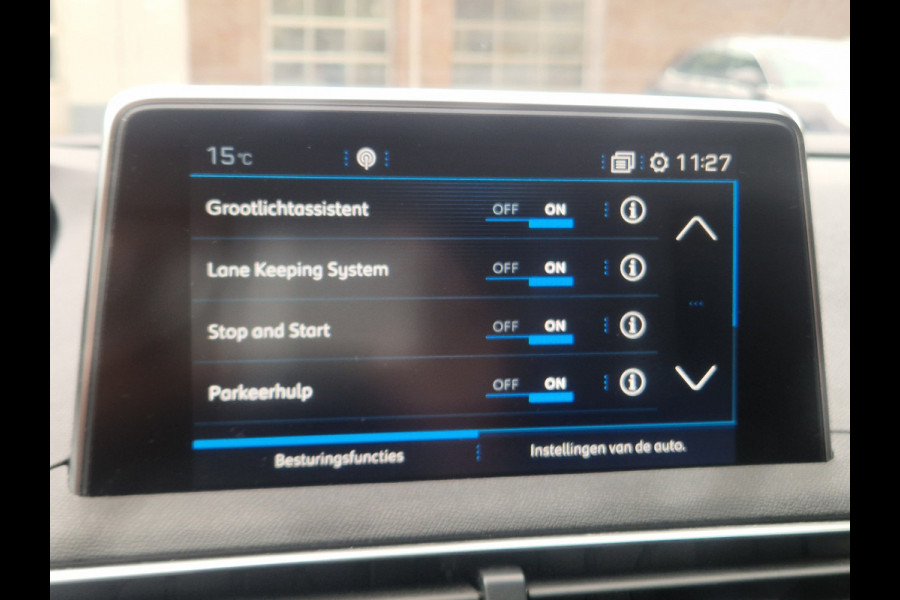 15°C 11:27
Grootlichtassistent OFF ON
Lane Keeping System OFF ON
Stop and Start OFF ON
Parkeerhulp OFF ON
Besturingsfuncties Instellingen van de auto.